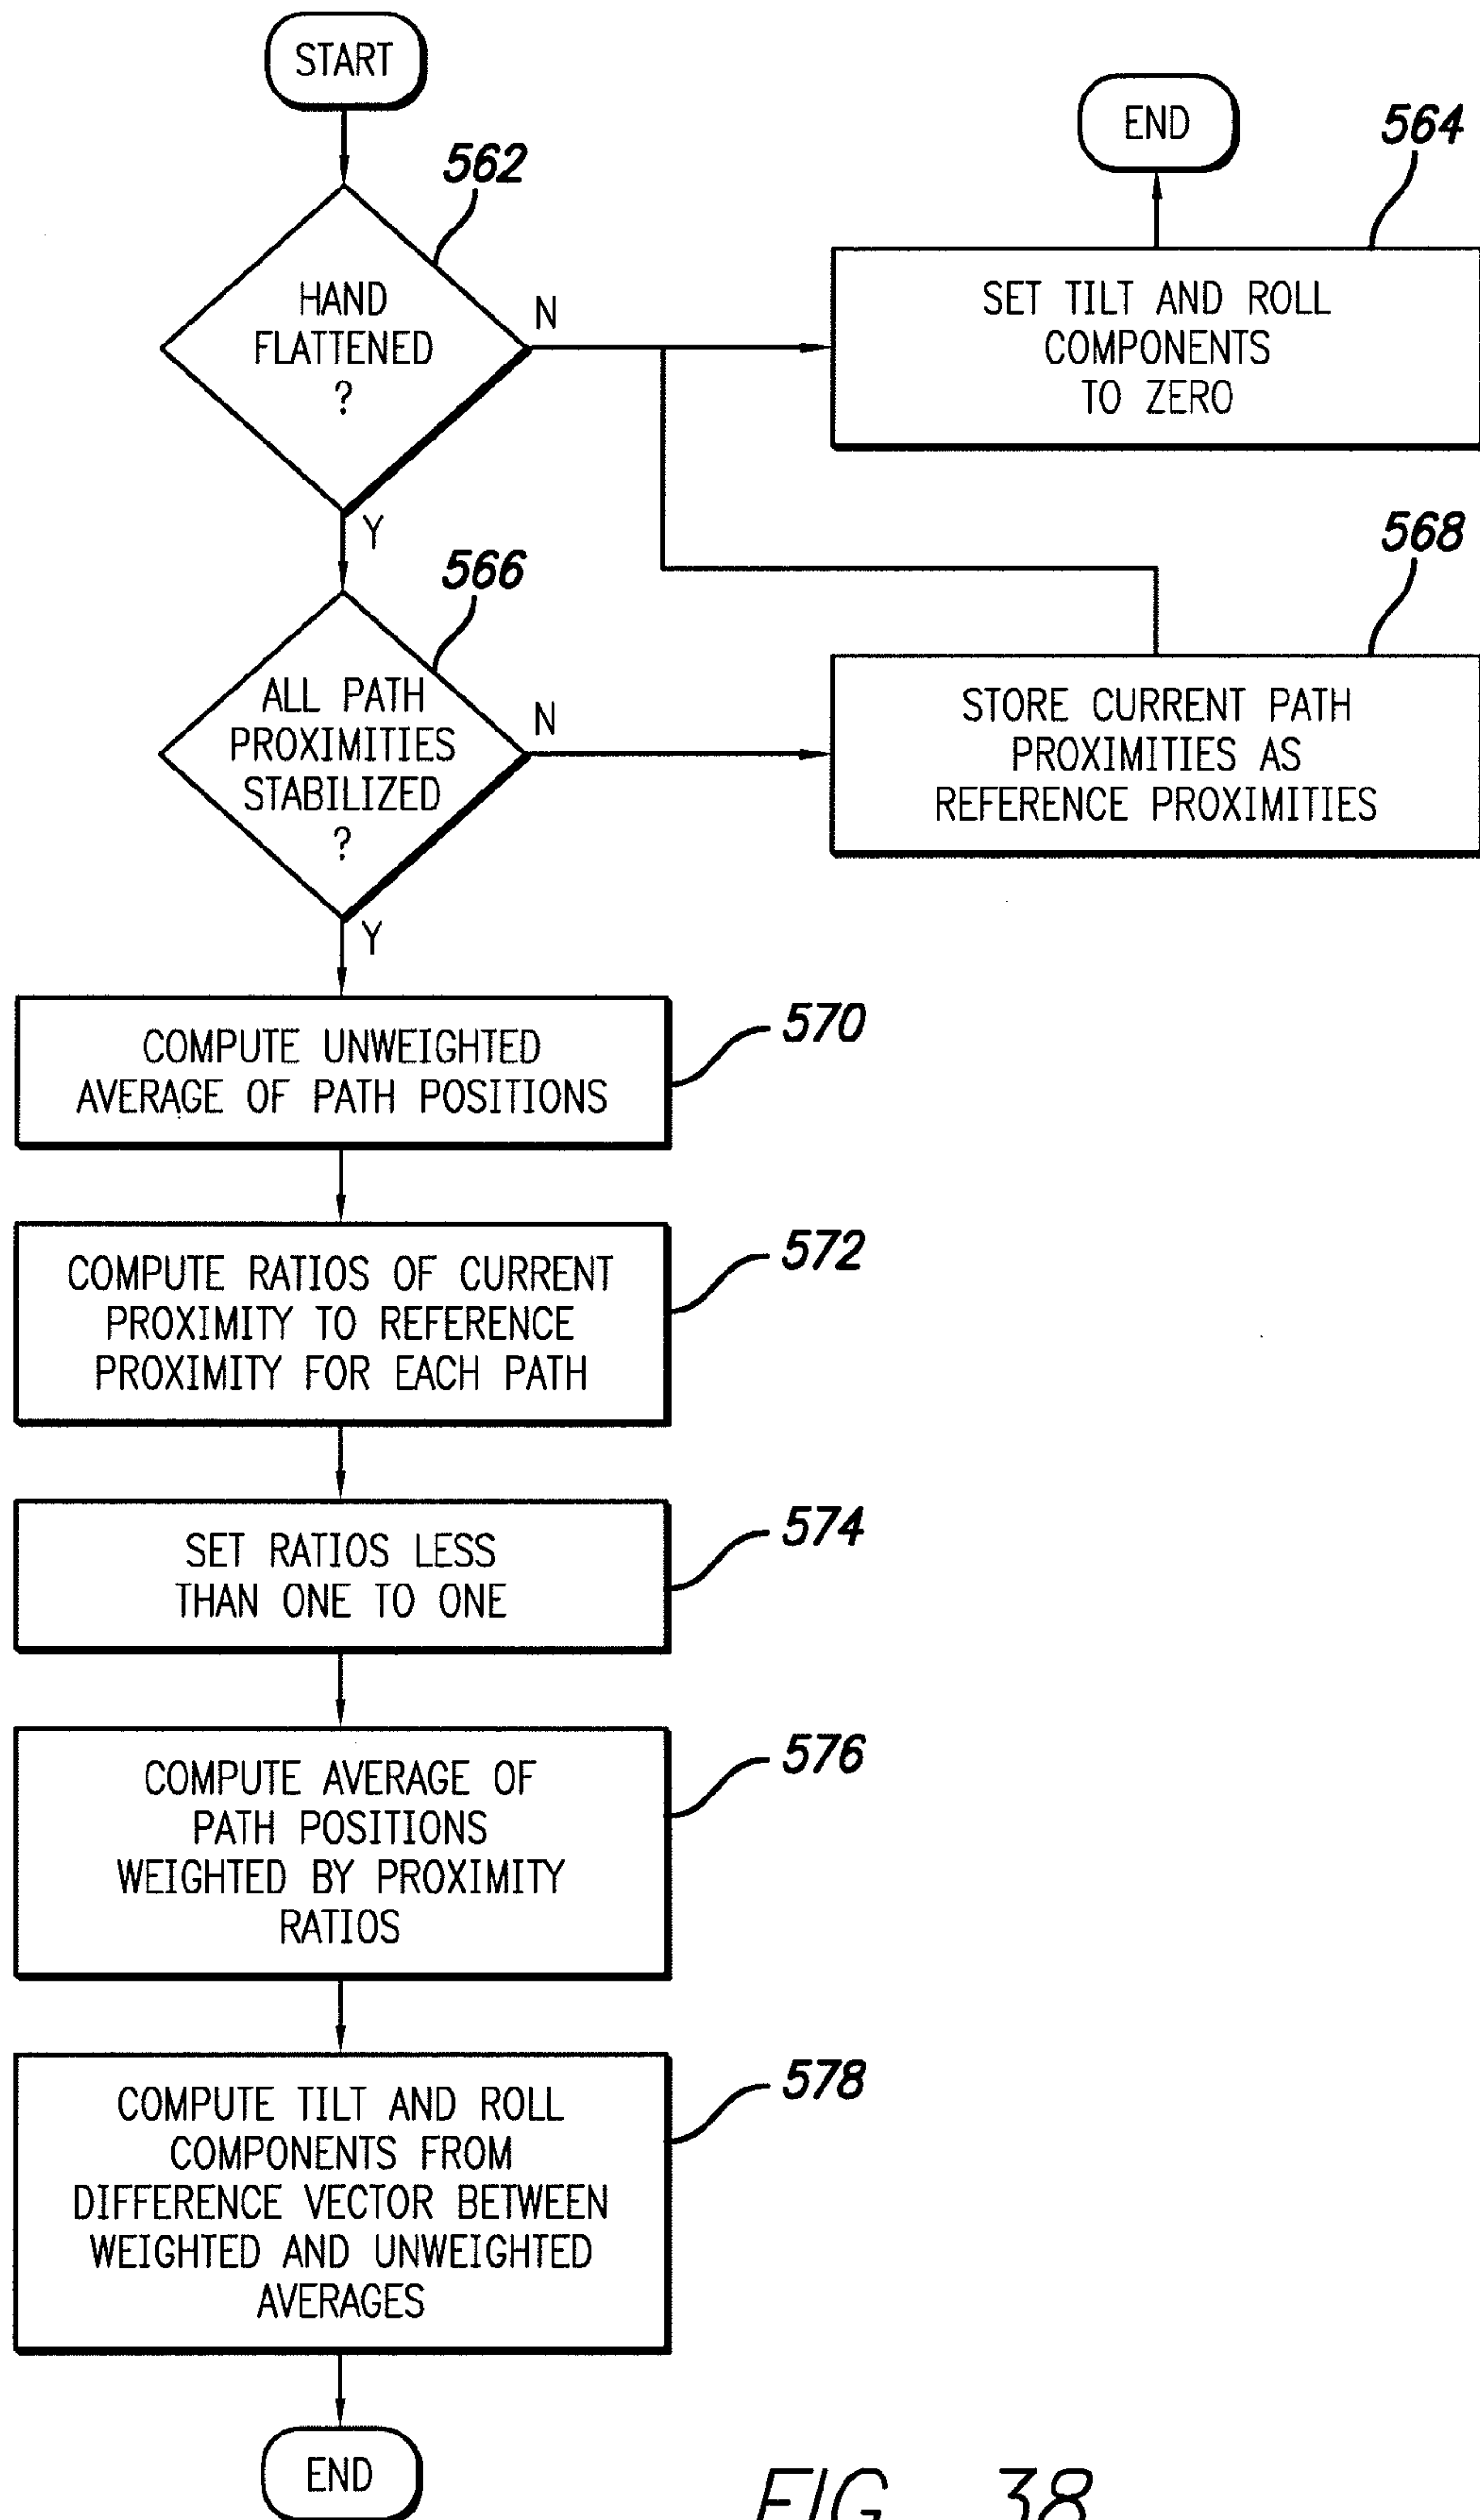 START
END
562
564
HAND
FLATTENED
?
N
SET TILT AND ROLL
COMPONENTS
TO ZERO
Y
566
568
ALL PATH
PROXIMITIES
STABILIZED
?
N
STORE CURRENT PATH
PROXIMITIES AS
REFERENCE PROXIMITIES
Y
COMPUTE UNWEIGHTED
AVERAGE OF PATH POSITIONS
570
COMPUTE RATIOS OF CURRENT
PROXIMITY TO REFERENCE
PROXIMITY FOR EACH PATH
572
SET RATIOS LESS
THAN ONE TO ONE
574
COMPUTE AVERAGE OF
PATH POSITIONS
WEIGHTED BY PROXIMITY
RATIOS
576
COMPUTE TILT AND ROLL
COMPONENTS FROM
DIFFERENCE VECTOR BETWEEN
WEIGHTED AND UNWEIGHTED
AVERAGES
578
END
FIG 38